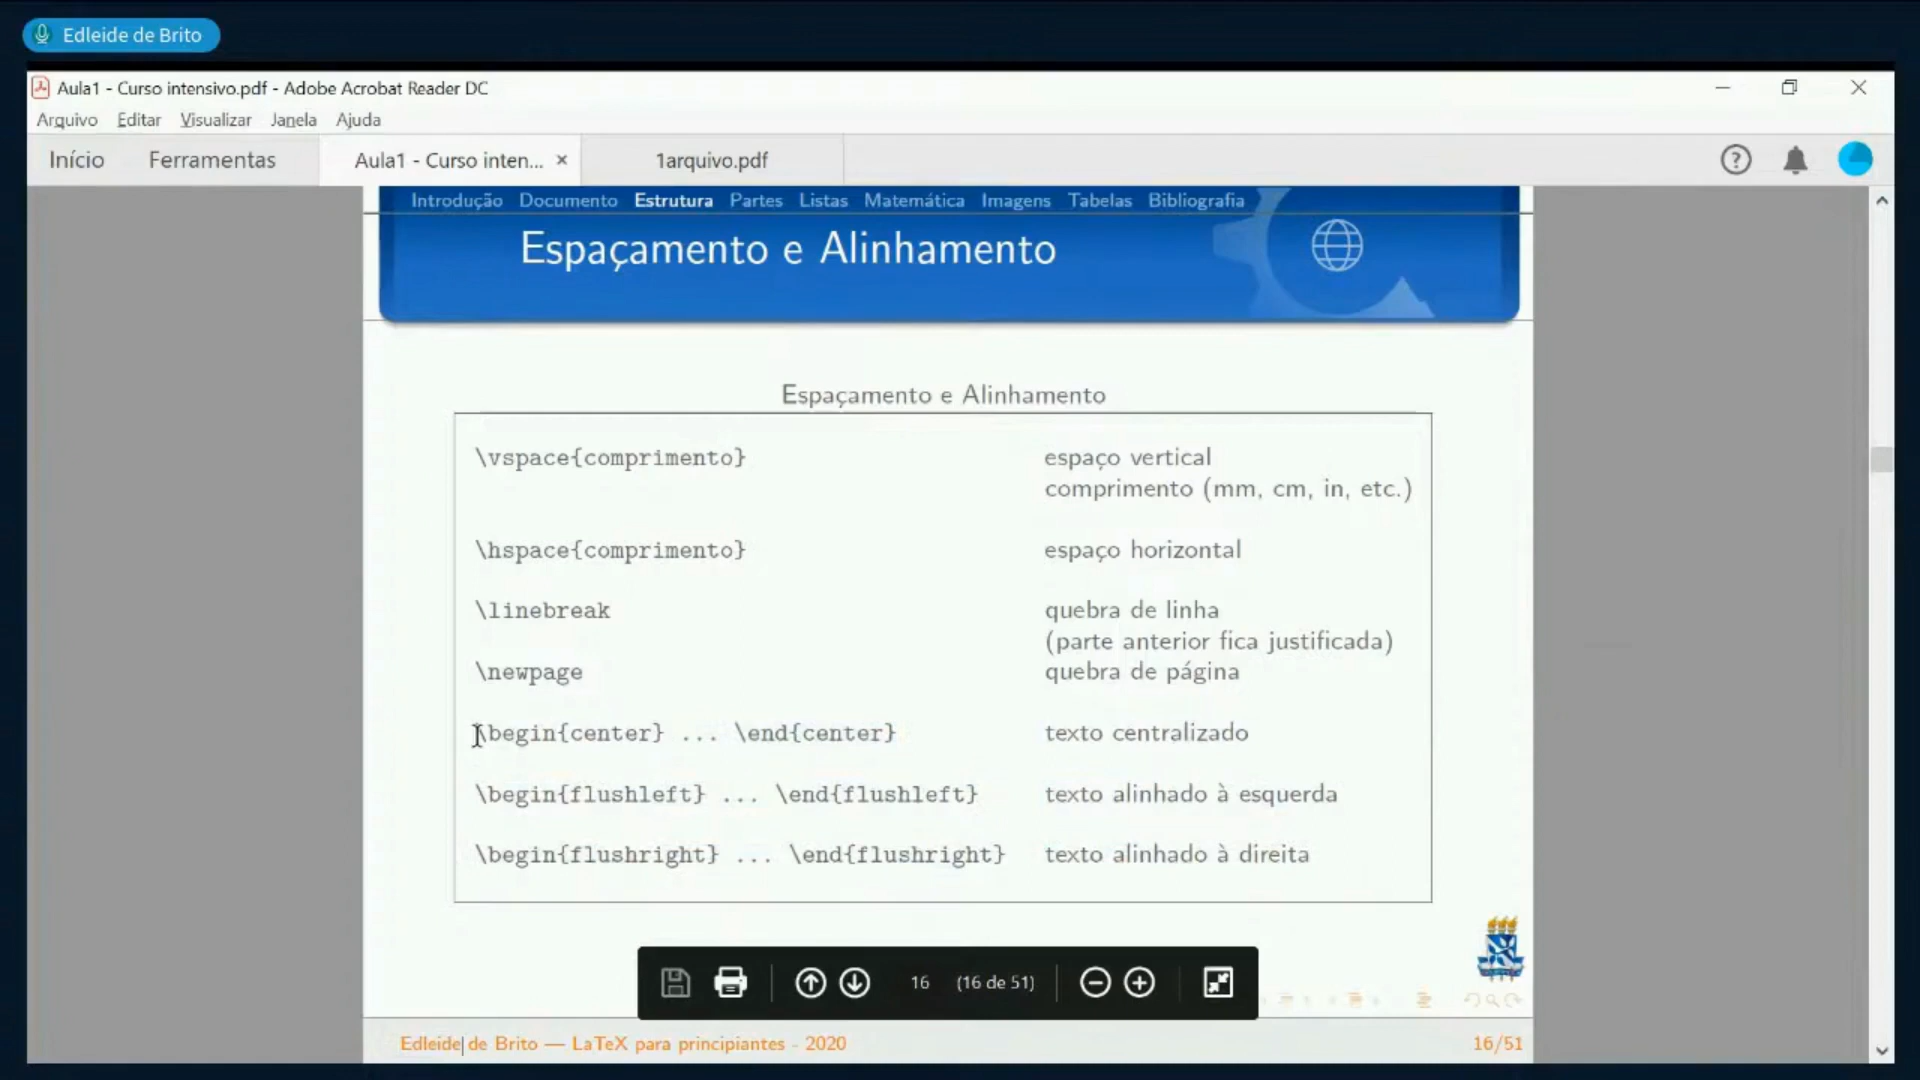 Edleide de Brito
Aula1 - Curso intensivo.pdf - Adobe Acrobat Reader DC
Arquivo Editar Visualizar Janela Ajuda
Início Ferramentas Aula1 - Curso inten... × 1arquivo.pdf
Introdução Documento Estrutura Partes Listas Matemática Imagens Tabelas Bibliografia
Espaçamento e Alinhamento
Espaçamento e Alinhamento
\vspace{comprimento} espaço vertical
comprimento (mm, cm, in, etc.)
\hspace{comprimento} espaço horizontal
\linebreak quebra de linha
(parte anterior fica justificada)
\newpage quebra de página
\begin{center} ... \end{center} texto centralizado
\begin{flushleft} ... \end{flushleft} texto alinhado à esquerda
\begin{flushright} ... \end{flushright} texto alinhado à direita
16 (16 de 51)
Edleide de Brito — LaTeX para principiantes - 2020 16/51